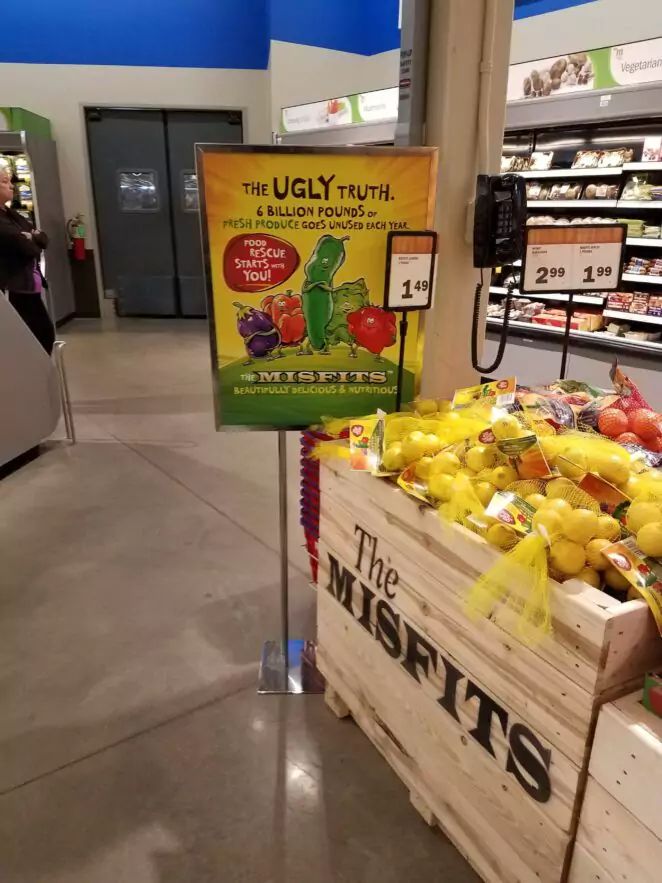 THE UGLY TRUTH.
6 BILLION POUNDS OF
FRESH PRODUCE GOES UNUSED EACH YEAR.
FOOD
RESCUE
STARTS WITH
YOU!
THE MISFITS™
BEAUTIFULLY DELICIOUS & NUTRITIOUS
1 49
2 99
1 99
Vegetarian
The
MISFITS